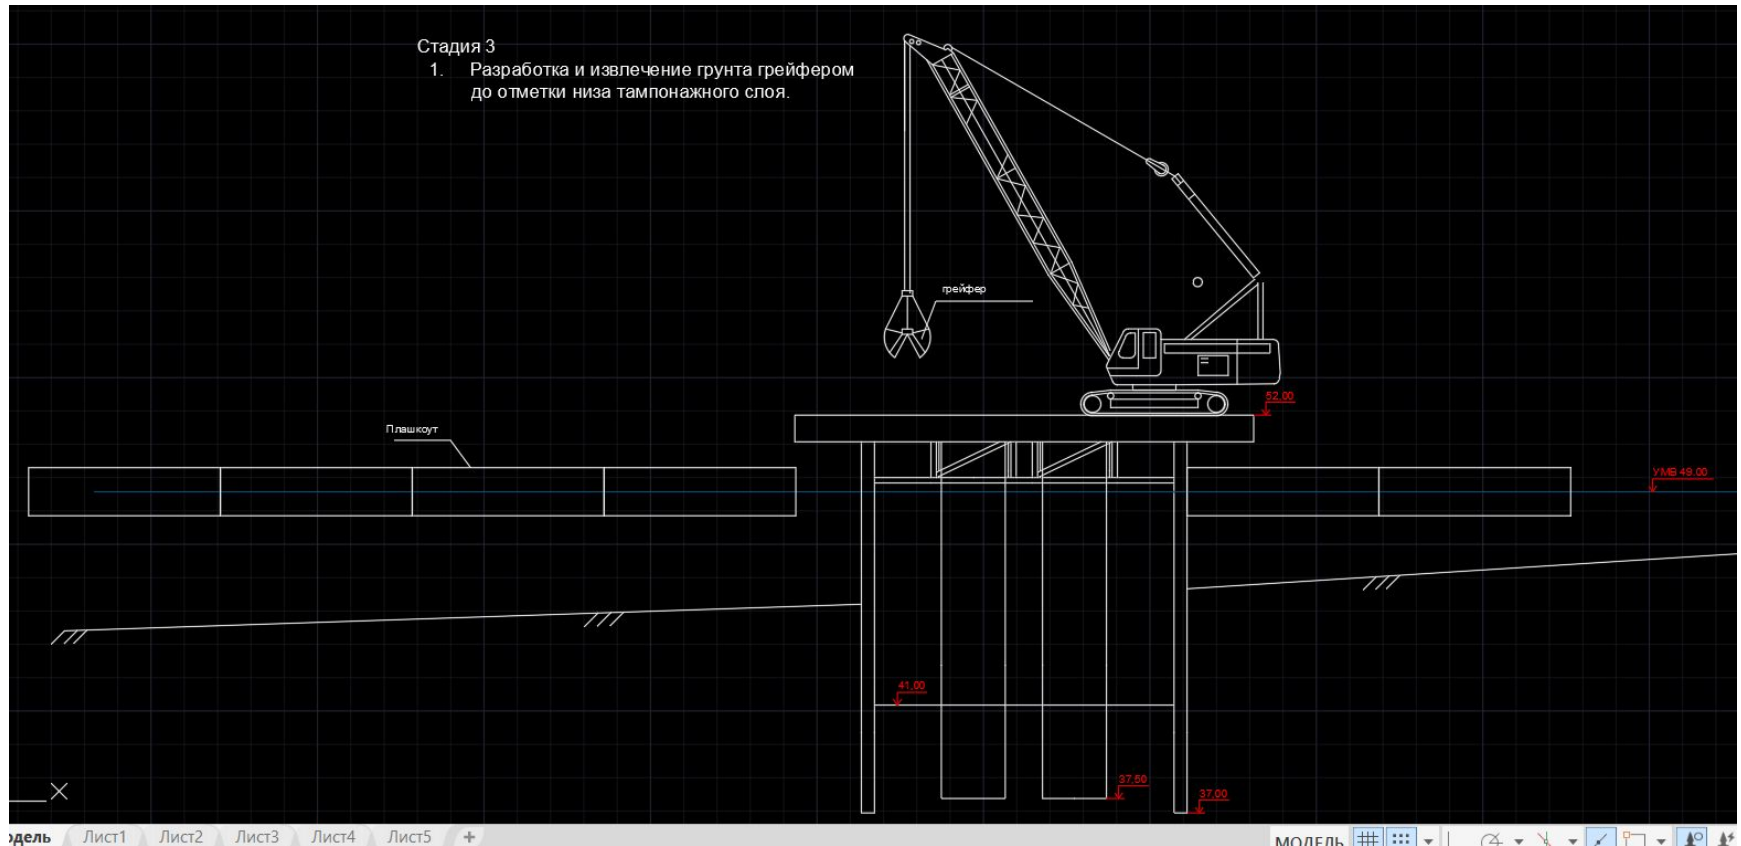 Стадия 3
1. Разработка и извлечение грунта грейфером
до отметки низа тампонажного слоя.
грейфер
52,00
Плашкоут
УМВ 49.00
41,00
37,50
37,00
Лист1 Лист2 Лист3 Лист4 Лист5 +
МОДЕЛЬ